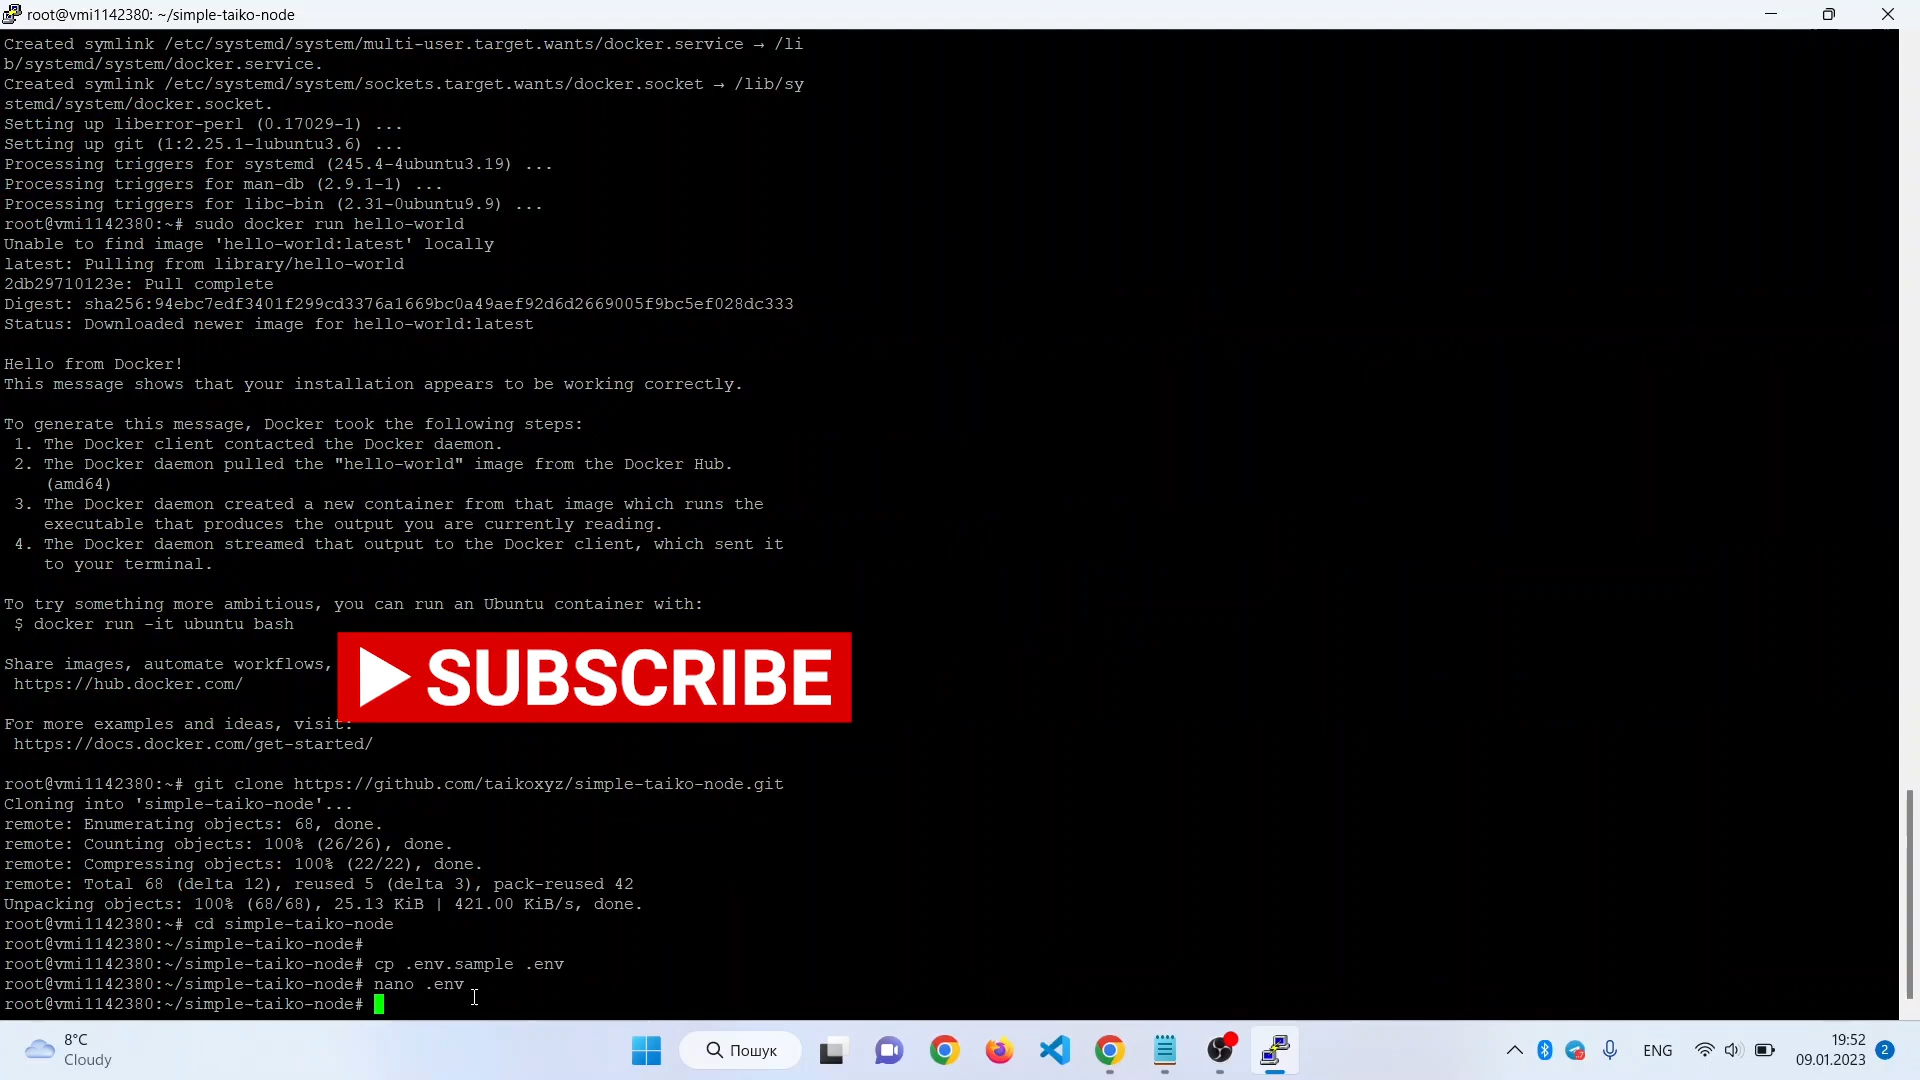 root@vmi1142380: ~/simple-taiko-node
Created symlink /etc/systemd/system/multi-user.target.wants/docker.service → /li
b/systemd/system/docker.service.
Created symlink /etc/systemd/system/sockets.target.wants/docker.socket → /lib/sy
stemd/system/docker.socket.
Setting up liberror-perl (0.17029-1) ...
Setting up git (1:2.25.1-1ubuntu3.6) ...
Processing triggers for systemd (245.4-4ubuntu3.19) ...
Processing triggers for man-db (2.9.1-1) ...
Processing triggers for libc-bin (2.31-0ubuntu9.9) ...
root@vmi1142380:~# sudo docker run hello-world
Unable to find image 'hello-world:latest' locally
latest: Pulling from library/hello-world
2db29710123e: Pull complete
Digest: sha256:94ebc7edf3401f299cd3376a1669bc0a49aef92d6d2669005f9bc5ef028dc333
Status: Downloaded newer image for hello-world:latest
Hello from Docker!
This message shows that your installation appears to be working correctly.
To generate this message, Docker took the following steps:
1. The Docker client contacted the Docker daemon.
2. The Docker daemon pulled the "hello-world" image from the Docker Hub.
(amd64)
3. The Docker daemon created a new container from that image which runs the
executable that produces the output you are currently reading.
4. The Docker daemon streamed that output to the Docker client, which sent it
to your terminal.
To try something more ambitious, you can run an Ubuntu container with:
$ docker run -it ubuntu bash
Share images, automate workflows,
https://hub.docker.com/
SUBSCRIBE
For more examples and ideas, visit:
https://docs.docker.com/get-started/
root@vmi1142380:~# git clone https://github.com/taikoxyz/simple-taiko-node.git
Cloning into 'simple-taiko-node'...
remote: Enumerating objects: 68, done.
remote: Counting objects: 100% (26/26), done.
remote: Compressing objects: 100% (22/22), done.
remote: Total 68 (delta 12), reused 5 (delta 3), pack-reused 42
Unpacking objects: 100% (68/68), 25.13 KiB | 421.00 KiB/s, done.
root@vmi1142380:~# cd simple-taiko-node
root@vmi1142380:~/simple-taiko-node#
root@vmi1142380:~/simple-taiko-node# cp .env.sample .env
root@vmi1142380:~/simple-taiko-node# nano .env
root@vmi1142380:~/simple-taiko-node#
8°C
Cloudy
Пошук
ENG
19:52
09.01.2023
2